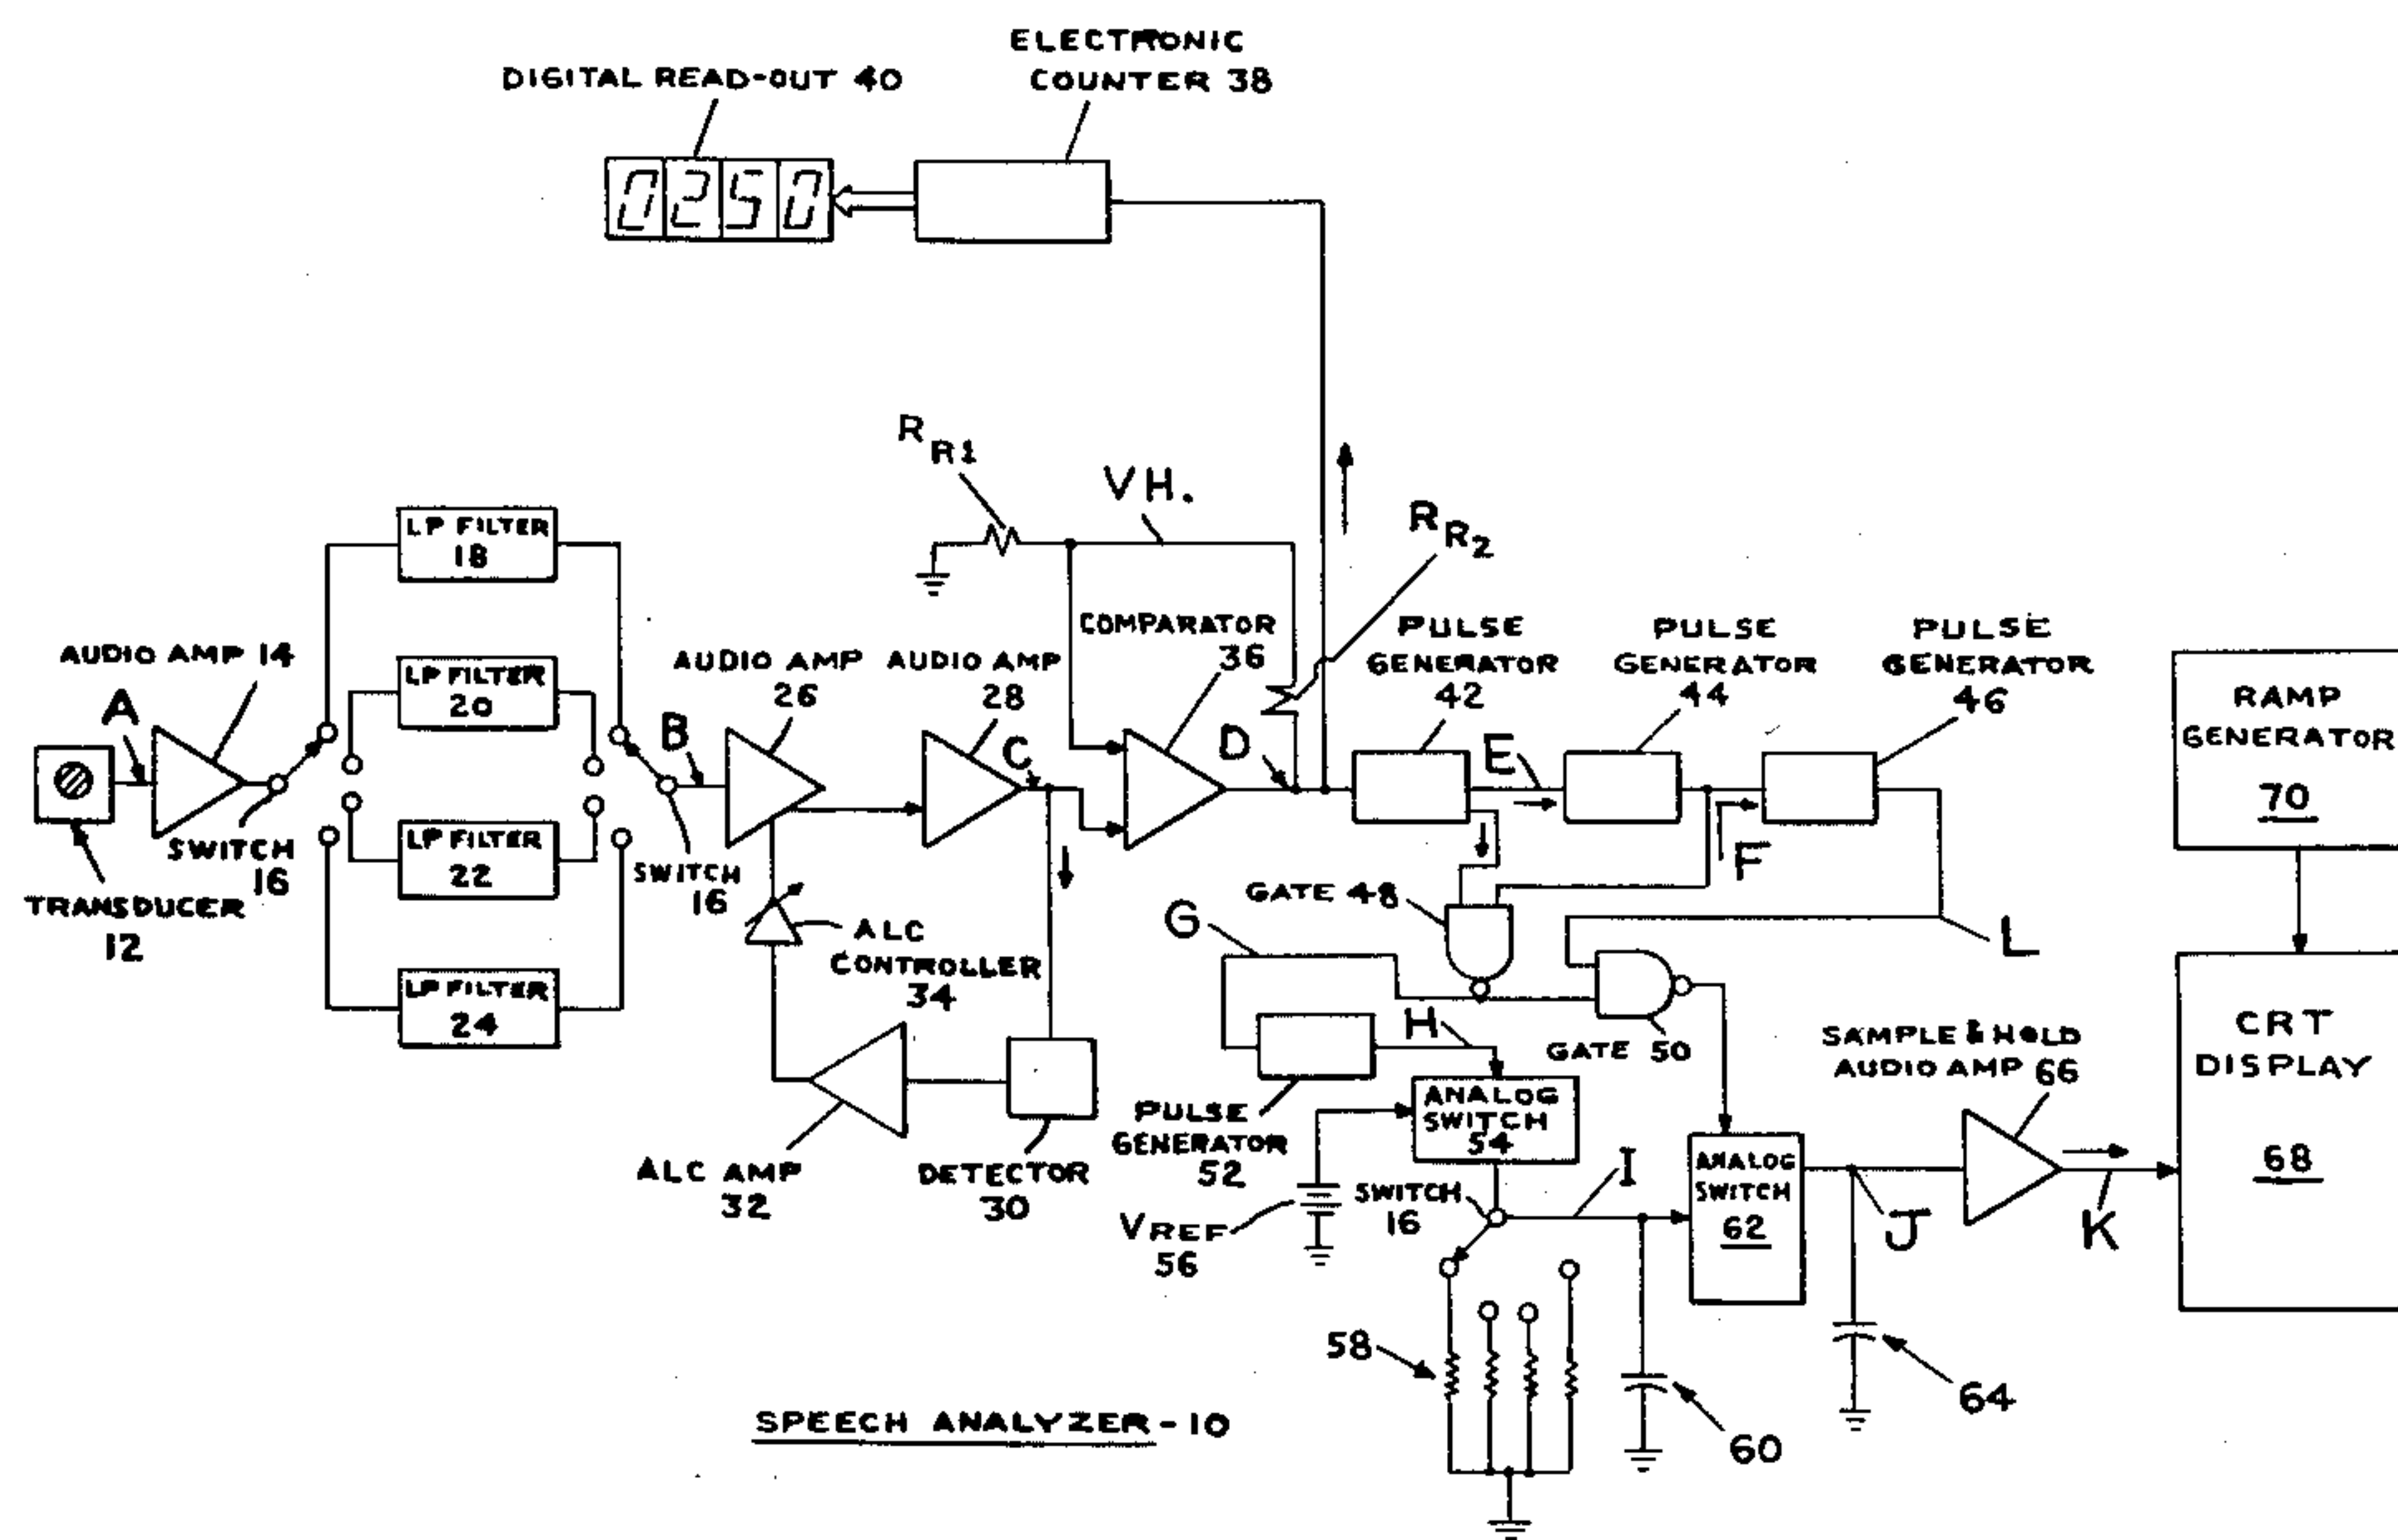 ELECTRONIC
COUNTER 38
DIGITAL READ-OUT 40
0250
R R1
VH.
R R2
LP FILTER
18
LP FILTER
20
LP FILTER
22
LP FILTER
24
AUDIO AMP 14
A
TRANSDUCER
12
SWITCH
16
SWITCH
16
B
AUDIO AMP
26
AUDIO AMP
28
C
COMPARATOR
36
D
PULSE
GENERATOR
42
E
PULSE
GENERATOR
44
F
PULSE
GENERATOR
46
RAMP
GENERATOR
70
ALC
CONTROLLER
34
ALC AMP
32
DETECTOR
30
GATE 48
G
L
H
GATE 50
PULSE
GENERATOR
52
ANALOG
SWITCH
54
VREF
56
SWITCH
16
I
ANALOG
SWITCH
62
SAMPLE & HOLD
AUDIO AMP 66
J
K
CRT
DISPLAY
68
58
60
64
SPEECH ANALYZER-10